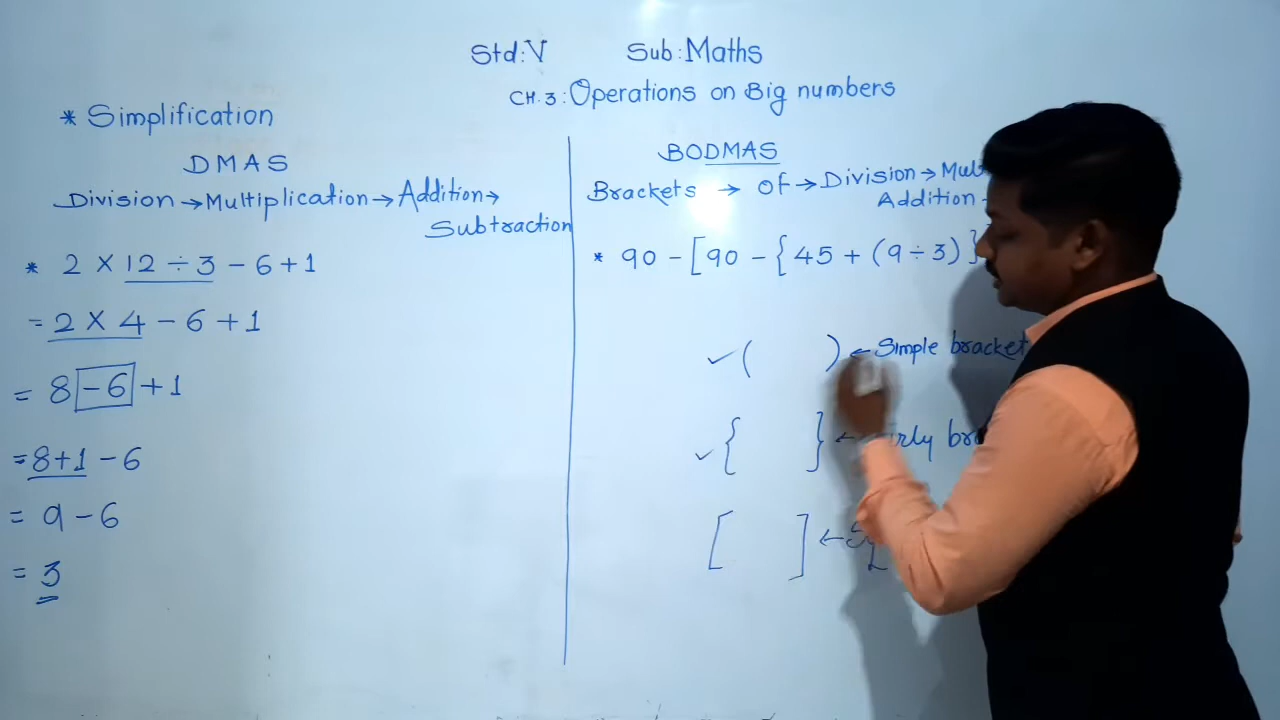 Std: V Sub: Maths
CH. 3: Operations on Big numbers
* Simplification
DMAS
Division → Multiplication → Addition →
Subtraction
* 2 × 12 ÷ 3 - 6 + 1
= 2 × 4 - 6 + 1
= 8 - 6 + 1
= 8 + 1 - 6
= 9 - 6
= 3
BODMAS
Brackets → Of → Division →
Addition -
* 90 - [90 - {45 + (9 ÷ 3)}
✓ ( ) ← Simple bracket
✓ { } ←
[ ] ←